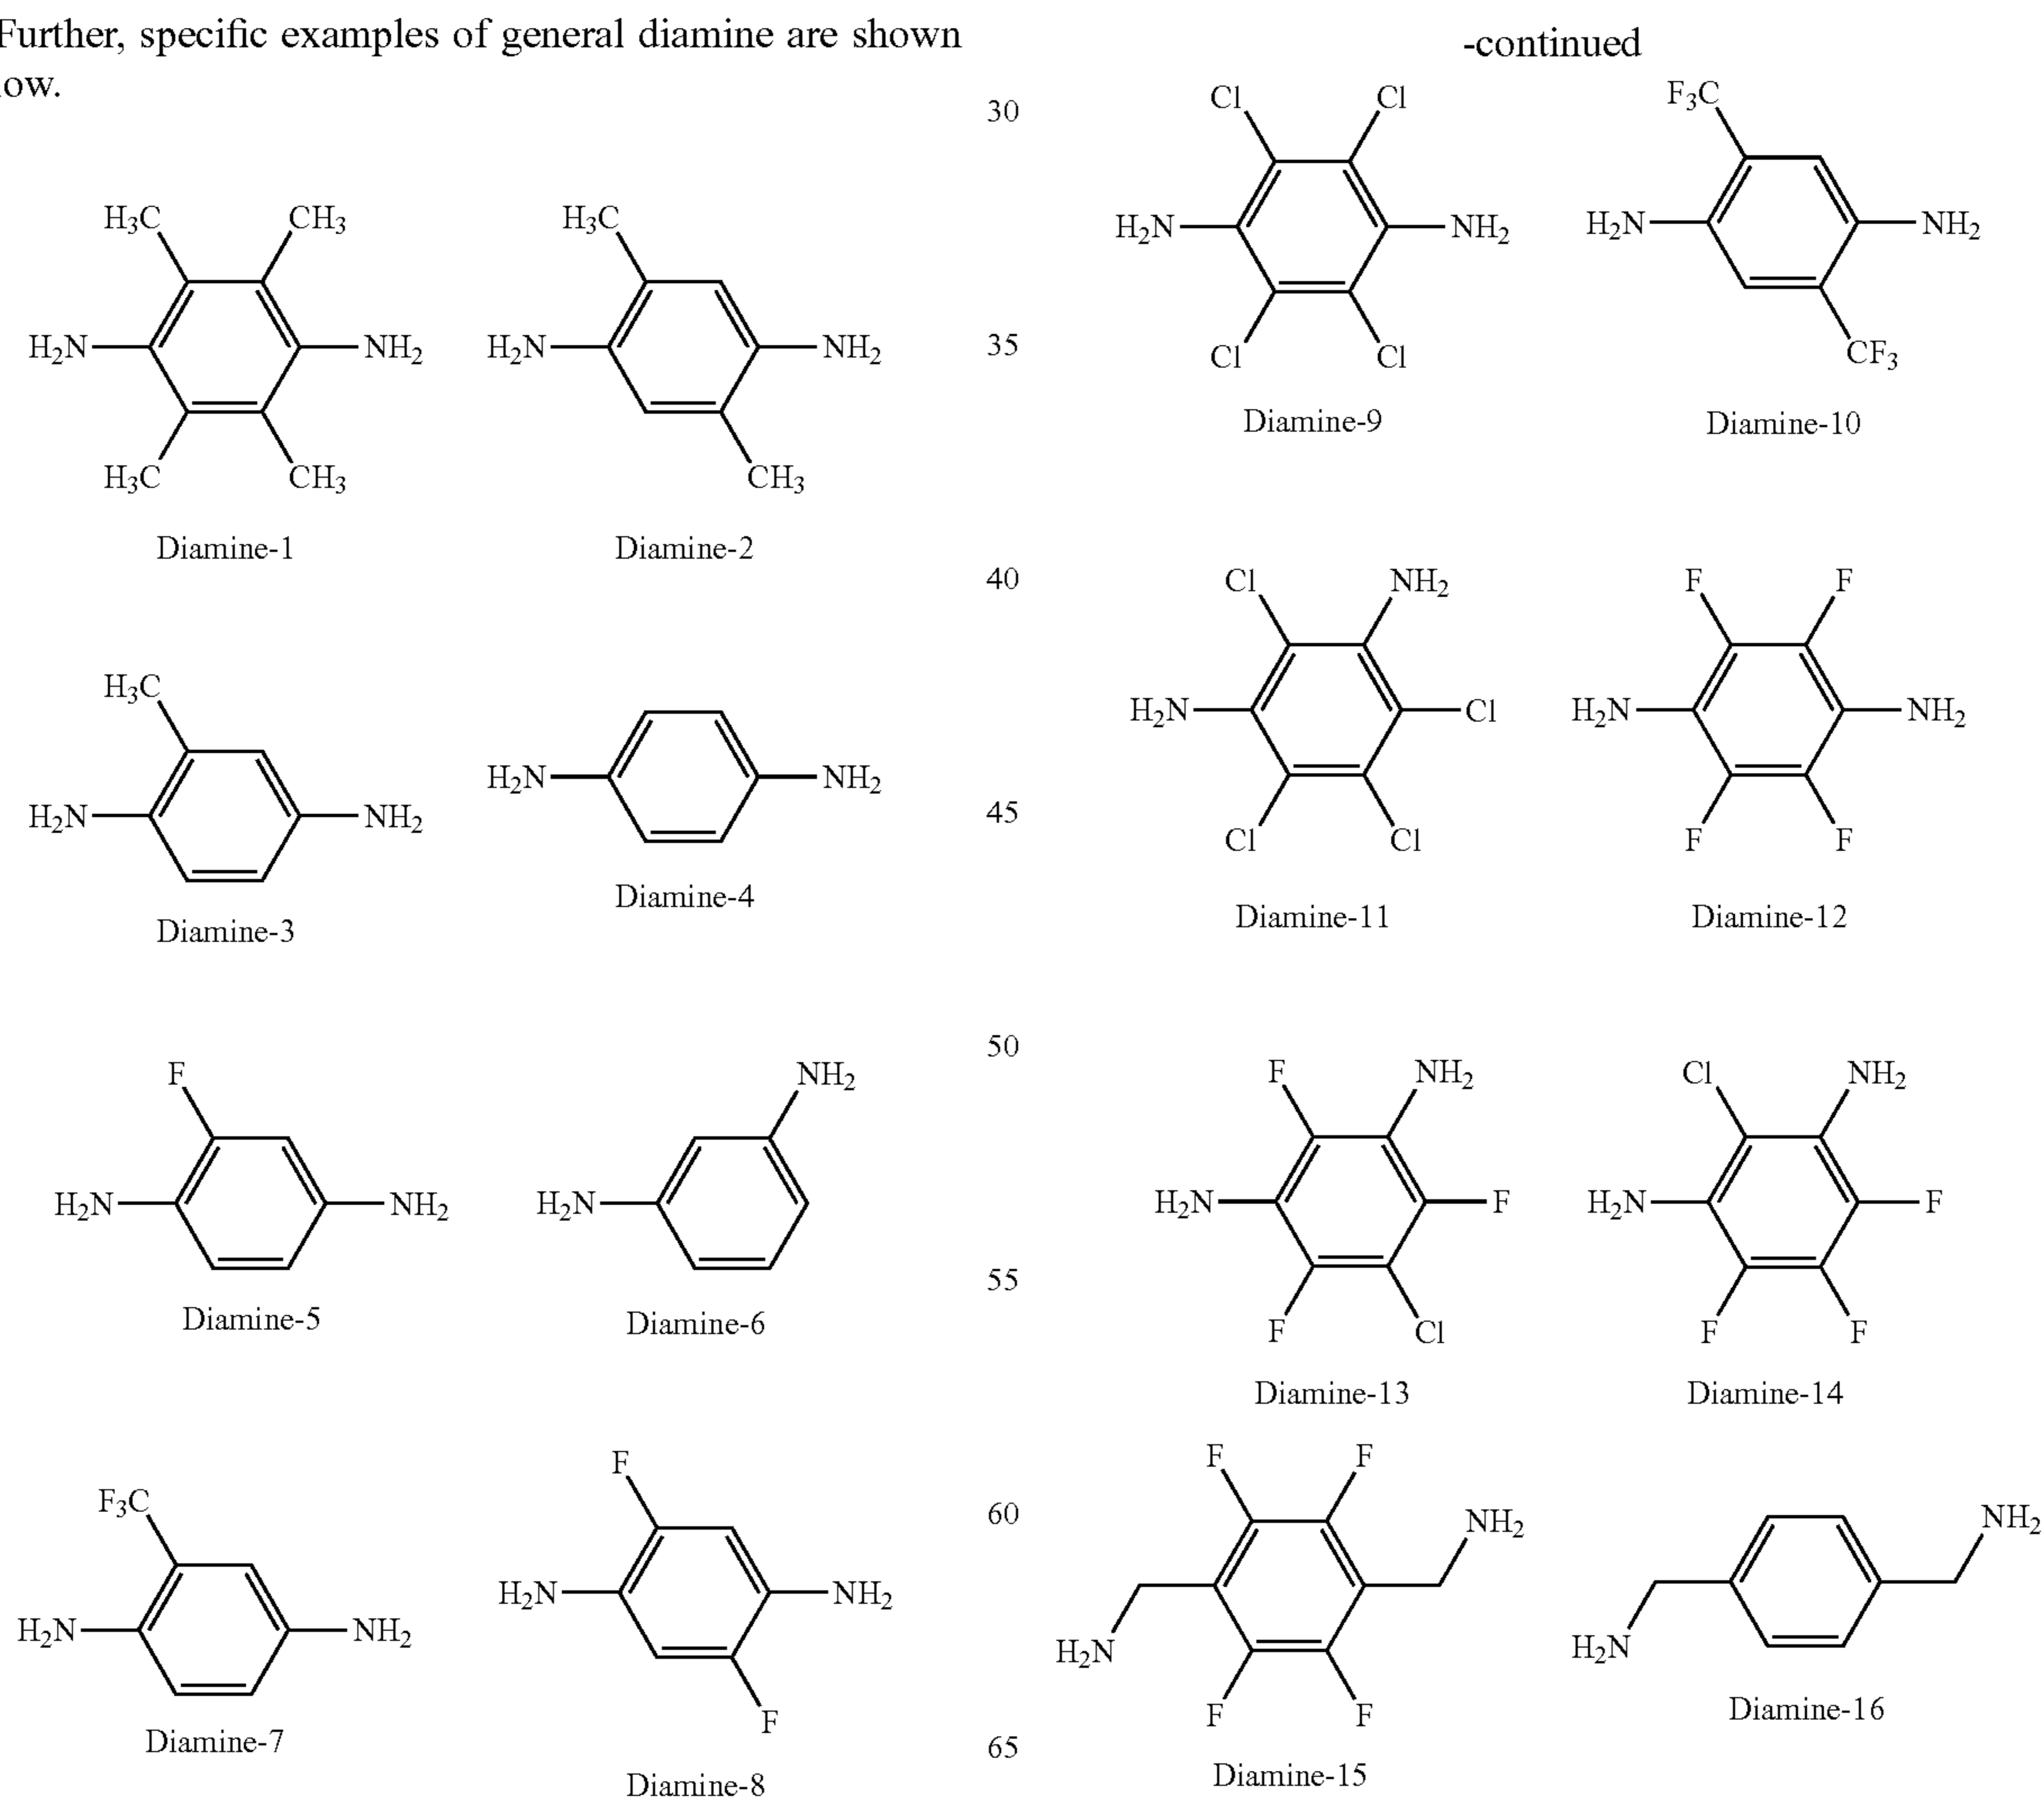 Further, specific examples of general diamine are shown
low.
H₃C CH₃
H₂N NH₂
H₃C CH₃
Diamine-1
H₃C
H₂N NH₂
CH₃
Diamine-2
H₃C
H₂N NH₂
Diamine-3
H₂N NH₂
Diamine-4
F
H₂N NH₂
Diamine-5
NH₂
H₂N
Diamine-6
F₃C
H₂N NH₂
Diamine-7
F
H₂N NH₂
F
Diamine-8
30
35
40
45
50
55
60
65
-continued
Cl Cl
H₂N NH₂
Cl Cl
Diamine-9
F₃C
H₂N NH₂
CF₃
Diamine-10
Cl NH₂
H₂N Cl
Cl Cl
Diamine-11
F F
H₂N NH₂
F F
Diamine-12
F NH₂
H₂N F
F Cl
Diamine-13
Cl NH₂
H₂N F
F F
Diamine-14
F F
NH₂
H₂N
F F
Diamine-15
NH₂
H₂N
Diamine-16